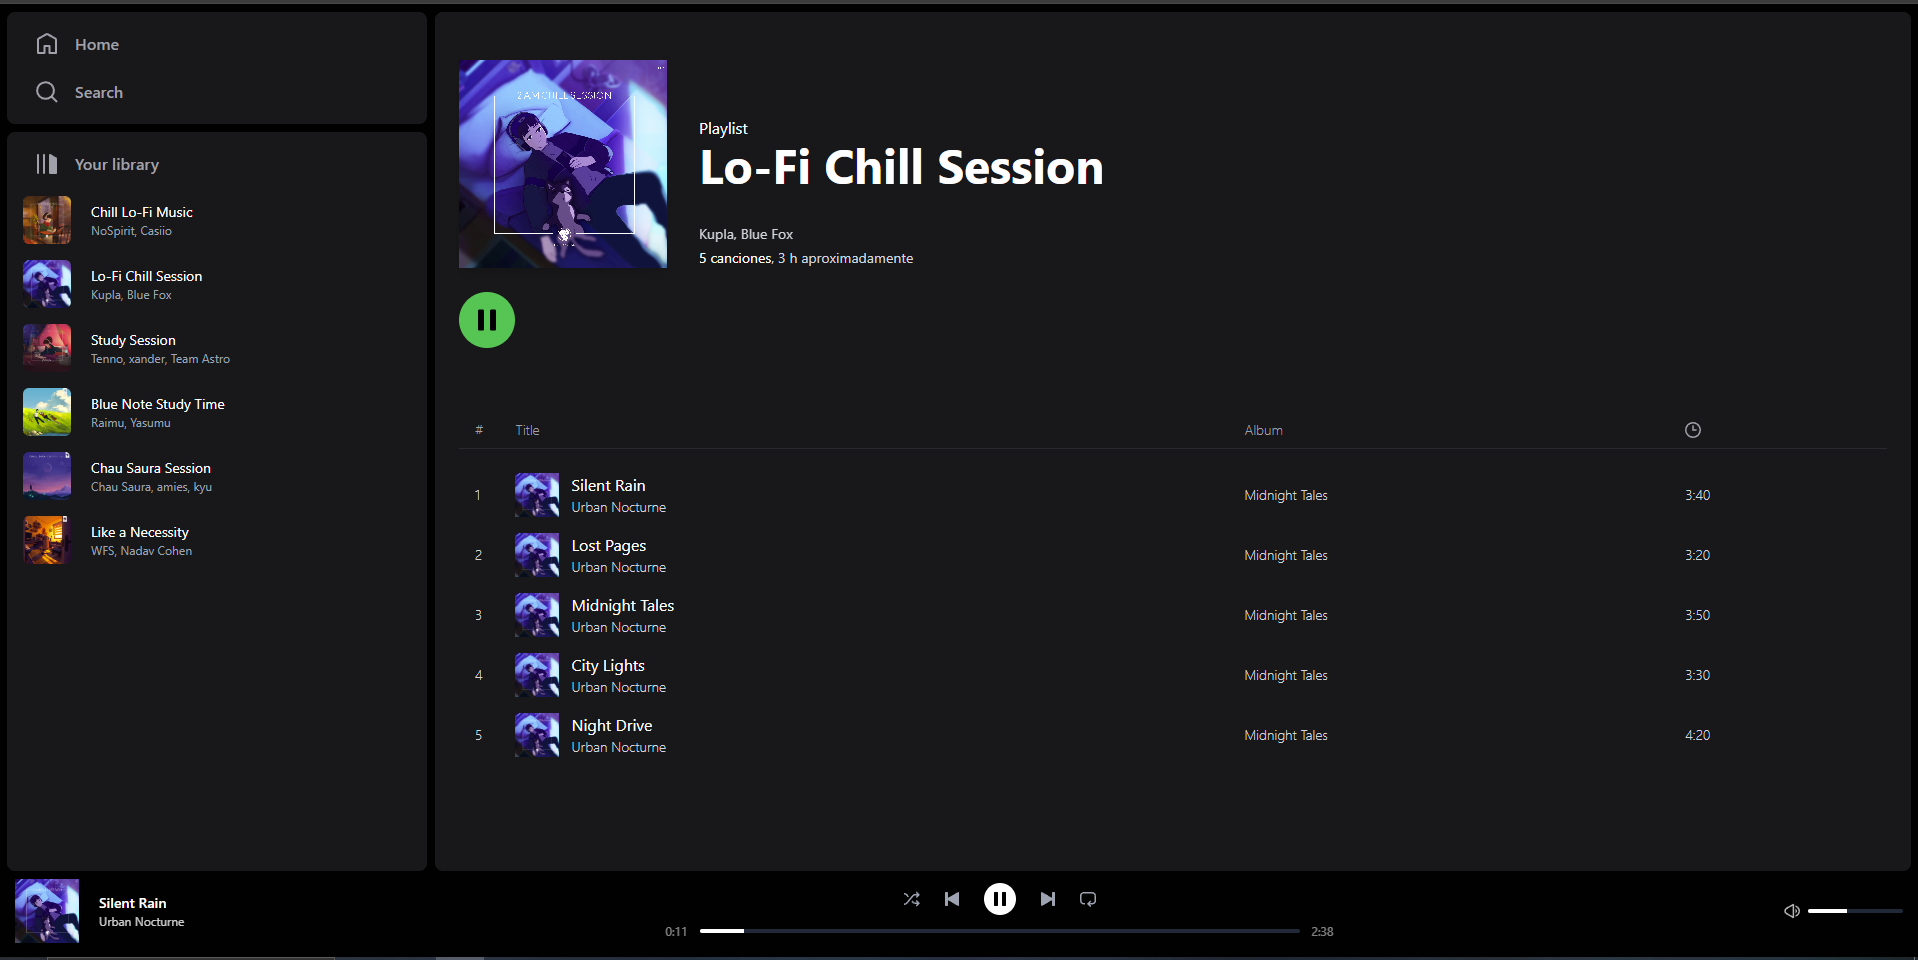 Home
Search
Your library
Chill Lo-Fi Music
NoSpirit, Casiio
Lo-Fi Chill Session
Kupla, Blue Fox
Study Session
Tenno, xander, Team Astro
Blue Note Study Time
Raimu, Yasumu
Chau Saura Session
Chau Saura, amies, kyu
Like a Necessity
WFS, Nadav Cohen
2 AM CHILL SESSION
Playlist
Lo-Fi Chill Session
Kupla, Blue Fox
5 canciones, 3 h aproximadamente
# Title Album
1 Silent Rain Midnight Tales 3:40
Urban Nocturne
2 Lost Pages Midnight Tales 3:20
Urban Nocturne
3 Midnight Tales Midnight Tales 3:50
Urban Nocturne
4 City Lights Midnight Tales 3:30
Urban Nocturne
5 Night Drive Midnight Tales 4:20
Urban Nocturne
Silent Rain
Urban Nocturne
0:11 2:38